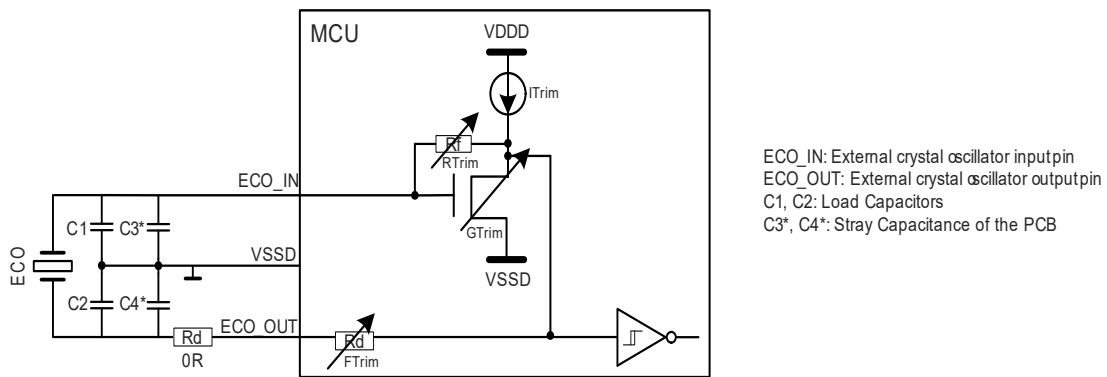 MCU
VDDD
ITrim
Rf
RTrim
ECO_IN
C1
C3*
GTrim
ECO
VSSD
VSSD
C2
C4*
Rd
0R
ECO_OUT
Rd
FTrim
ECO_IN: External crystal oscillator input pin
ECO_OUT: External crystal oscillator output pin
C1, C2: Load Capacitors
C3*, C4*: Stray Capacitance of the PCB